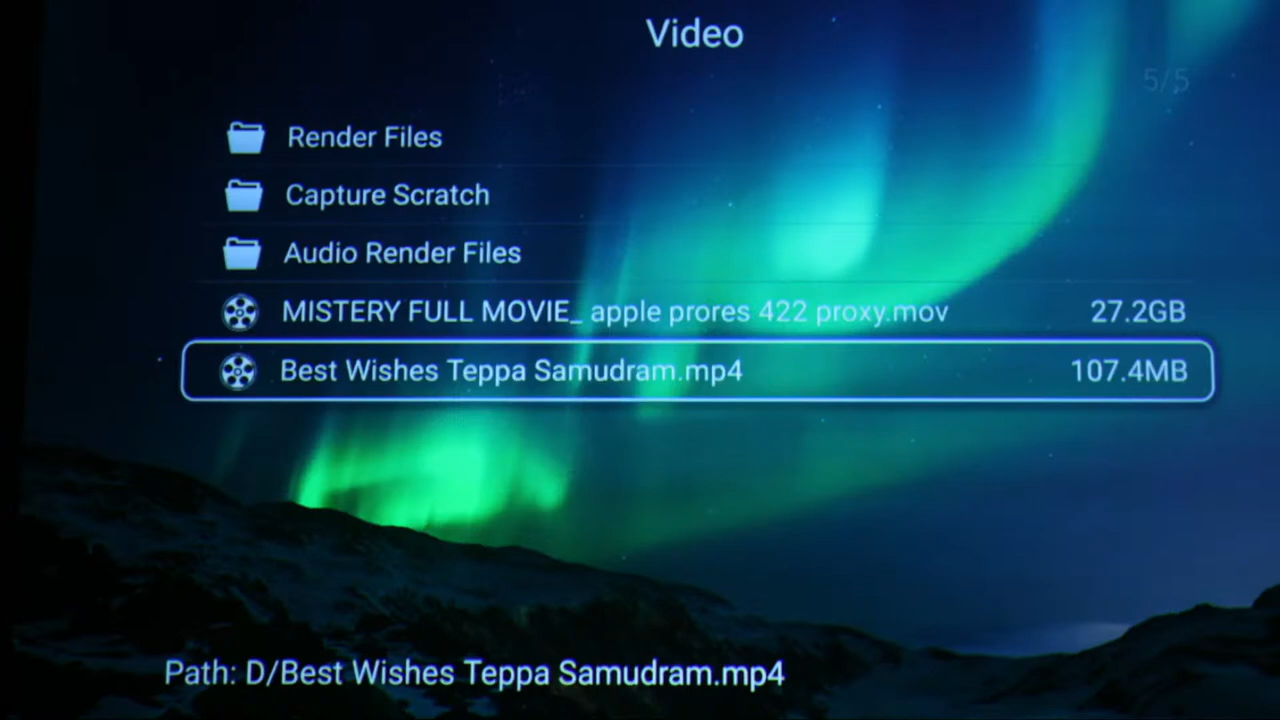 Video
5/5
Render Files
Capture Scratch
Audio Render Files
MISTERY FULL MOVIE_ apple prores 422 proxy.mov 27.2GB
Best Wishes Teppa Samudram.mp4 107.4MB
Path: D/Best Wishes Teppa Samudram.mp4